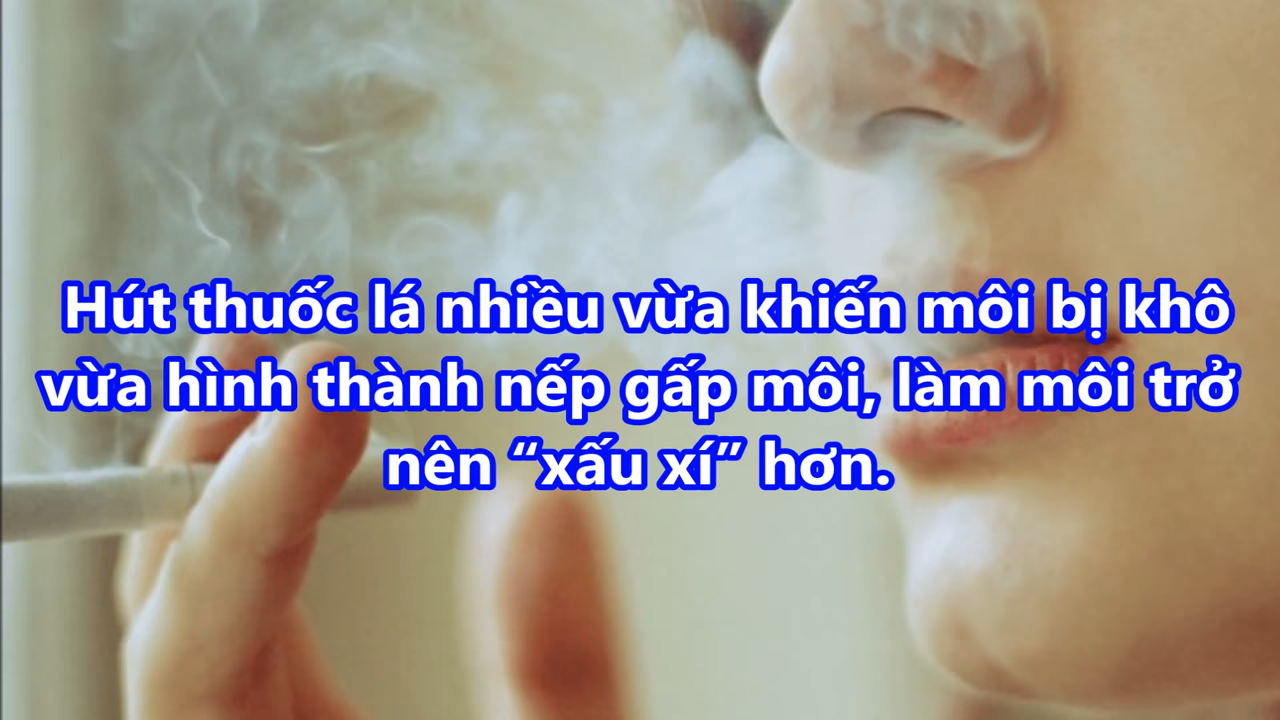 Hút thuốc lá nhiều vừa khiến môi bị khô
vừa hình thành nếp gấp môi, làm môi trở
nên “xấu xí” hơn.